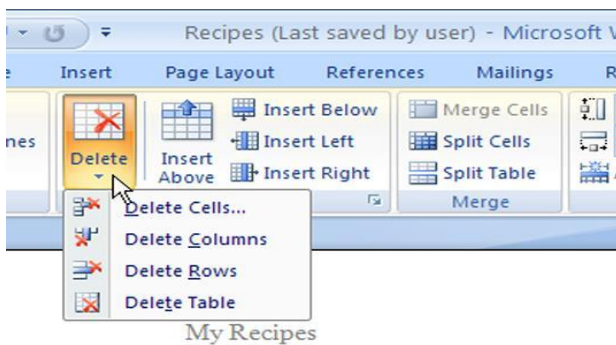 Recipes (Last saved by user) - Microsoft
Insert Page Layout References Mailings
Delete
Insert Above
Insert Below
Insert Left
Insert Right
Merge Cells
Split Cells
Split Table
Merge
Delete Cells...
Delete Columns
Delete Rows
Delete Table
My Recipes